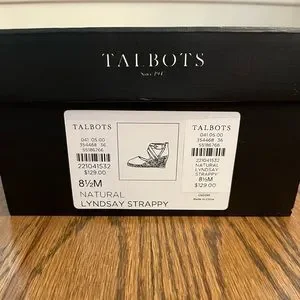 TALBOTS
Since 1947
TALBOTS
041 05 00
354468 36
55186766
221041532
$129.00
8½M
NATURAL
LYNDSAY STRAPPY
TALBOTS
041 05 00
354468 36
55186766
221041532
NATURAL
LYNDSAY
STRAPPY
8½M
$129.00
Made in China